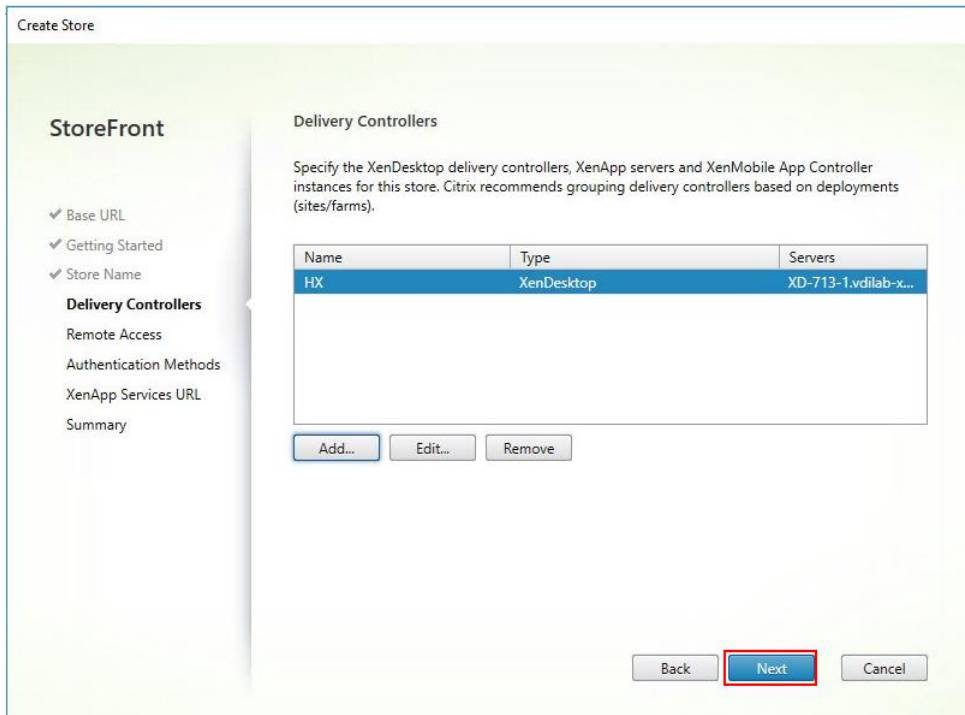 Create Store
StoreFront
Base URL
Getting Started
Store Name
Delivery Controllers
Remote Access
Authentication Methods
XenApp Services URL
Summary
Delivery Controllers
Specify the XenDesktop delivery controllers, XenApp servers and XenMobile App Controller
instances for this store. Citrix recommends grouping delivery controllers based on deployments
(sites/farms).
Name Type Servers
HX XenDesktop XD-713-1.vdilab-x...
Add... Edit... Remove
Back Next Cancel